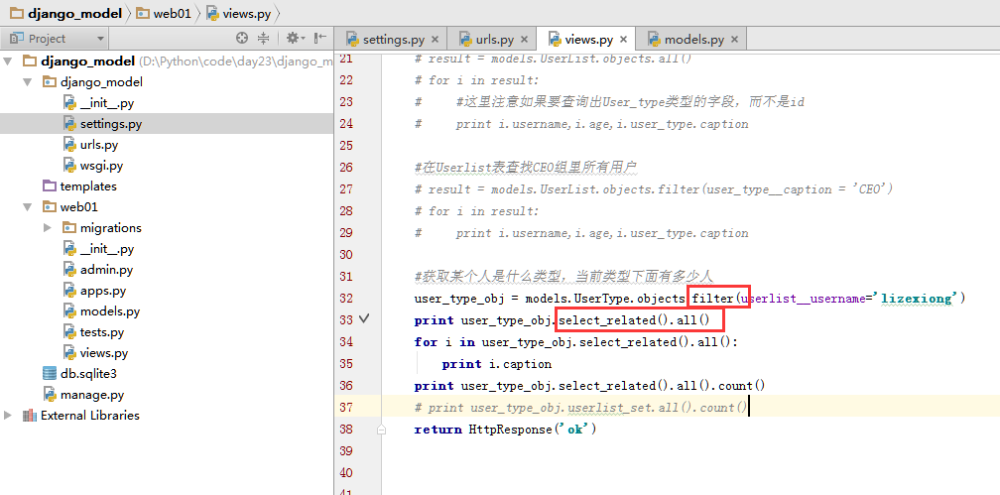 django_model web01 views.py
Project
settings.py urls.py views.py models.py
django_model (D:\Python\code\day23\django_m
django_model
__init__.py
settings.py
urls.py
wsgi.py
templates
web01
migrations
__init__.py
admin.py
apps.py
models.py
tests.py
views.py
db.sqlite3
manage.py
External Libraries
21 # result = models.UserList.objects.all()
22 # for i in result:
23 #     #这里注意如果要查询出User_type类型的字段，而不是id
24 #     print i.username,i.age,i.user_type.caption
25
26 #在Userlist表查找CEO组里所有用户
27 # result = models.UserList.objects.filter(user_type__caption = 'CEO')
28 # for i in result:
29 #     print i.username,i.age,i.user_type.caption
30
31 #获取某个人是什么类型，当前类型下面有多少人
32 user_type_obj = models.UserType.objects.filter(userlist__username='lizexiong')
33 print user_type_obj.select_related().all()
34 for i in user_type_obj.select_related().all():
35     print i.caption
36 print user_type_obj.select_related().all().count()
37 # print user_type_obj.userlist_set.all().count()
38 return HttpResponse('ok')
39
40
41